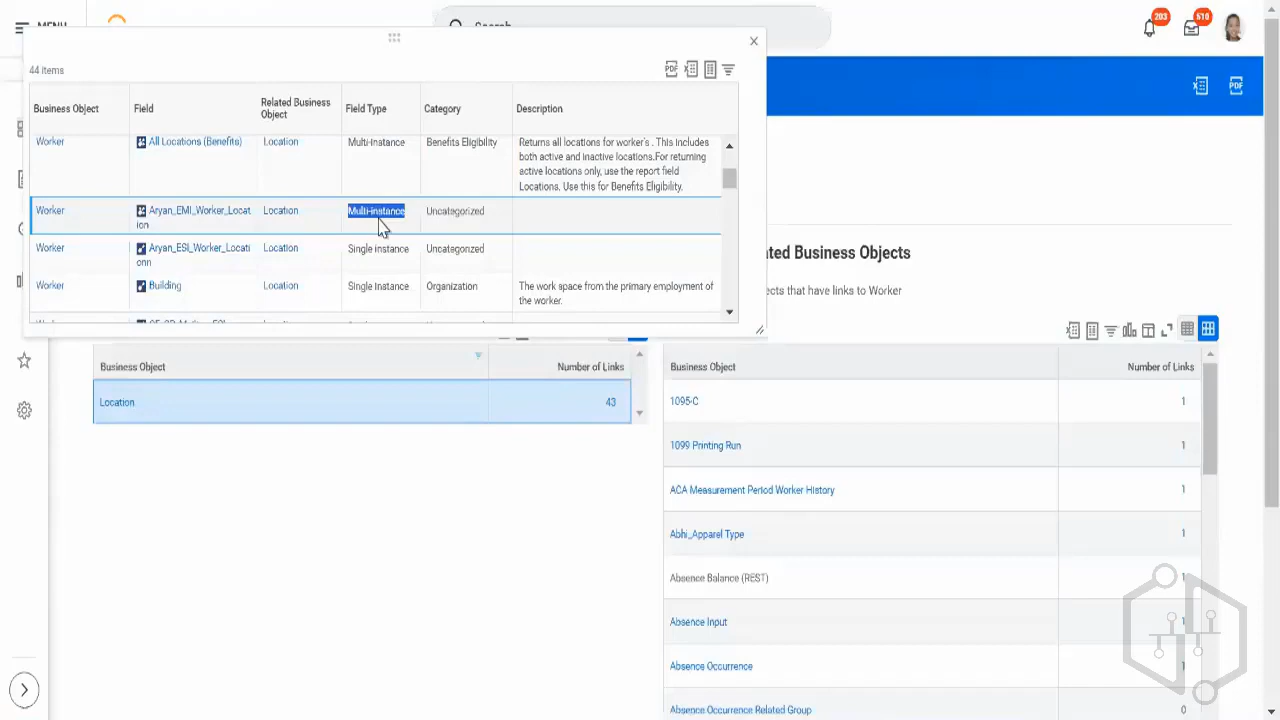 MENU
Search
203
510
44 items
PDF
Business Object
Field
Related Business
Object
Field Type
Category
Description
Worker
All Locations (Benefits)
Location
Multi-instance
Benefits Eligibility
Returns all locations for worker's . This includes
both active and inactive locations.For returning
active locations only, use the report field
Locations. Use this for Benefits Eligibility.
Worker
Aryan_EMI_Worker_Locat
ion
Location
Multi-instance
Uncategorized
Worker
Aryan_ESI_Worker_Locati
onn
Location
Single instance
Uncategorized
Worker
Building
Location
Single instance
Organization
The work space from the primary employment of
the worker.
PDF
ted Business Objects
ects that have links to Worker
Business Object
Number of Links
Location
43
Business Object
Number of Links
1095-C
1
1099 Printing Run
1
ACA Measurement Period Worker History
1
Abhi_Apparel Type
1
Absence Balance (REST)
1
Absence Input
1
Absence Occurrence
1
Absence Occurrence Related Group
0